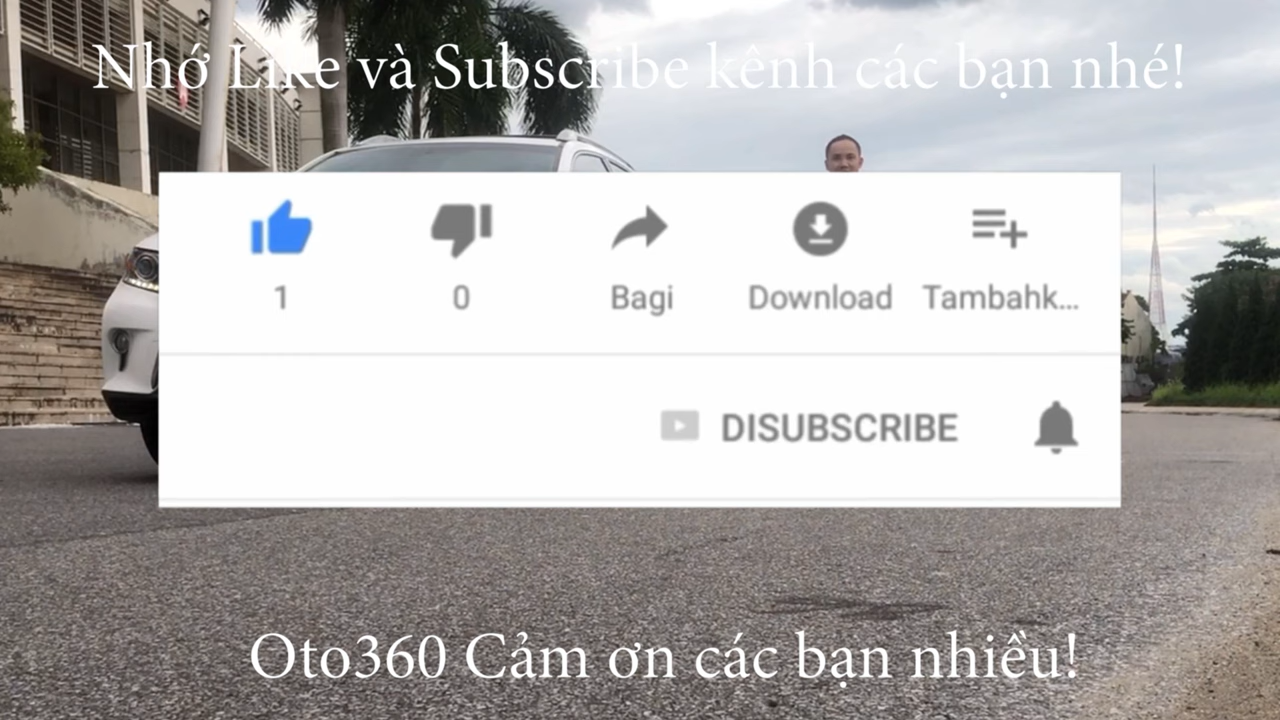 Nhớ Like và Subscribe kênh các bạn nhé!
1 0 Bagi Download Tambahk...
DISUBSCRIBE
Oto360 Cảm ơn các bạn nhiều!